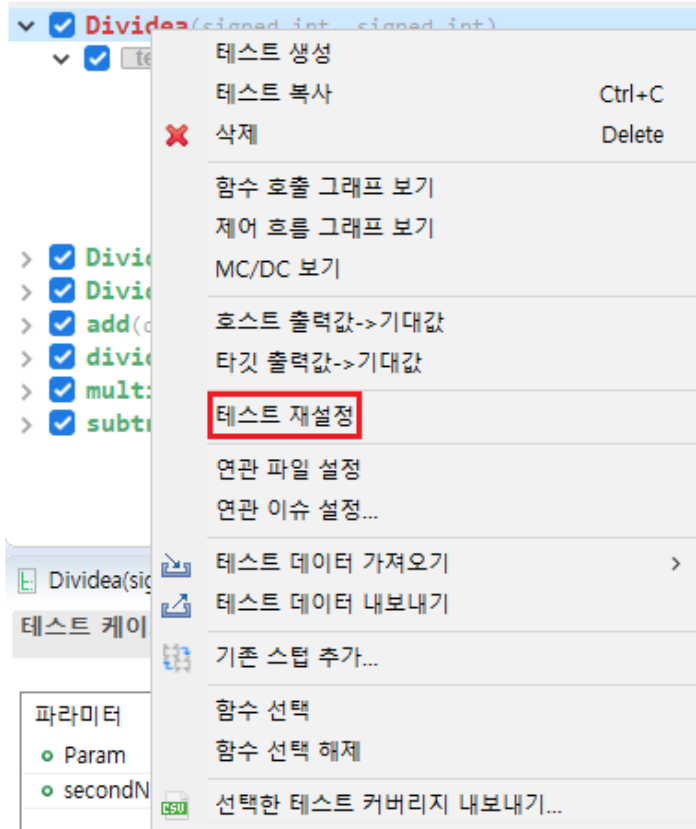 Dividea(signed int, signed int)
te
테스트 생성
테스트 복사 Ctrl+C
삭제 Delete
함수 호출 그래프 보기
제어 흐름 그래프 보기
MC/DC 보기
호스트 출력값->기대값
타깃 출력값->기대값
테스트 재설정
연관 파일 설정
연관 이슈 설정...
테스트 데이터 가져오기
테스트 데이터 내보내기
기존 스텁 추가...
함수 선택
함수 선택 해제
선택한 테스트 커버리지 내보내기...
Divid
Divid
add(
divid
mult
subt
Dividea(sig
테스트 케이
파라미터
Param
secondN
CSU